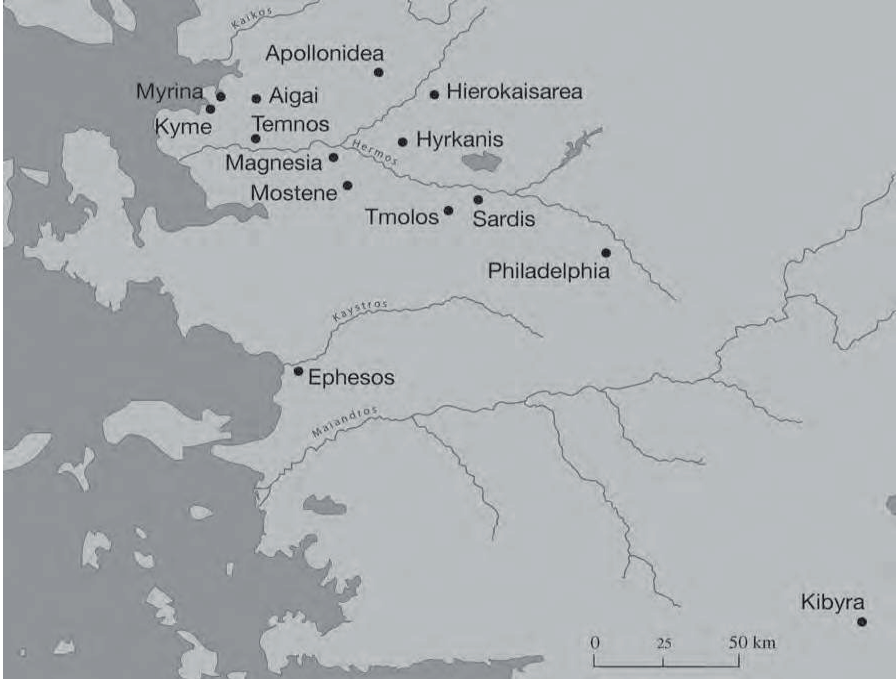 Kaikos
Apollonidea
Myrina
Aigai
Hierokaisarea
Kyme
Temnos
Hermos
Hyrkanis
Magnesia
Mostene
Tmolos
Sardis
Philadelphia
Kaystros
Ephesos
Maiandros
Kibyra
0 25 50 km